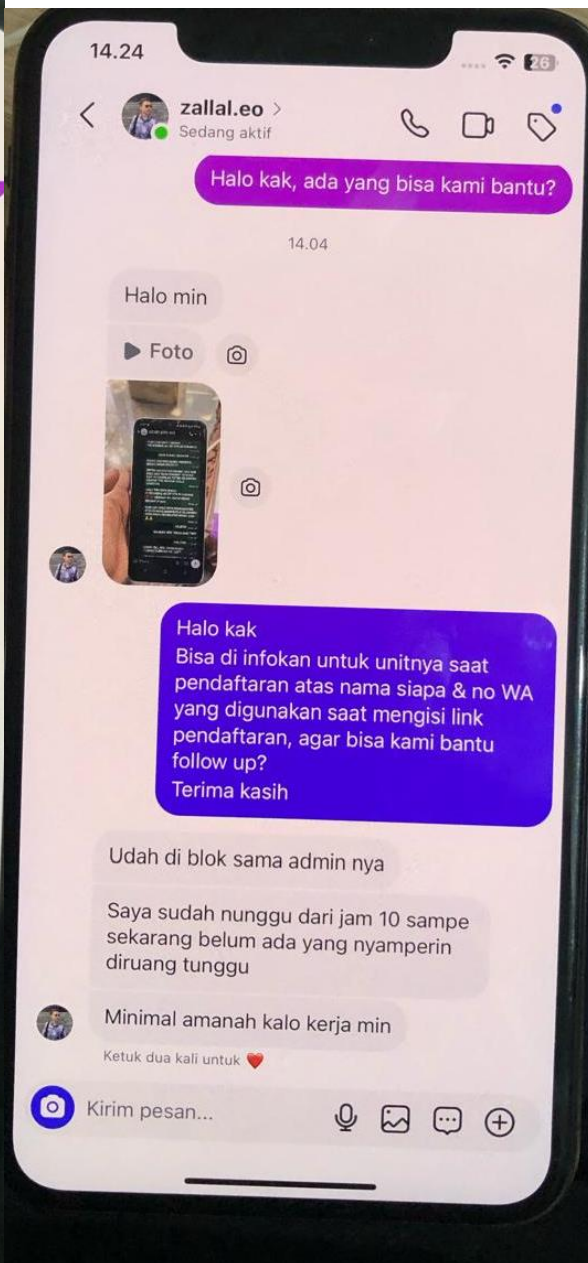 14.24
26
zallal.eo
Sedang aktif
Halo kak, ada yang bisa kami bantu?
14.04
Halo min
Foto
Halo kak
Bisa di infokan untuk unitnya saat
pendaftaran atas nama siapa & no WA
yang digunakan saat mengisi link
pendaftaran, agar bisa kami bantu
follow up?
Terima kasih
Udah di blok sama admin nya
Saya sudah nunggu dari jam 10 sampe
sekarang belum ada yang nyamperin
diruang tunggu
Minimal amanah kalo kerja min
Ketuk dua kali untuk ❤️
Kirim pesan...